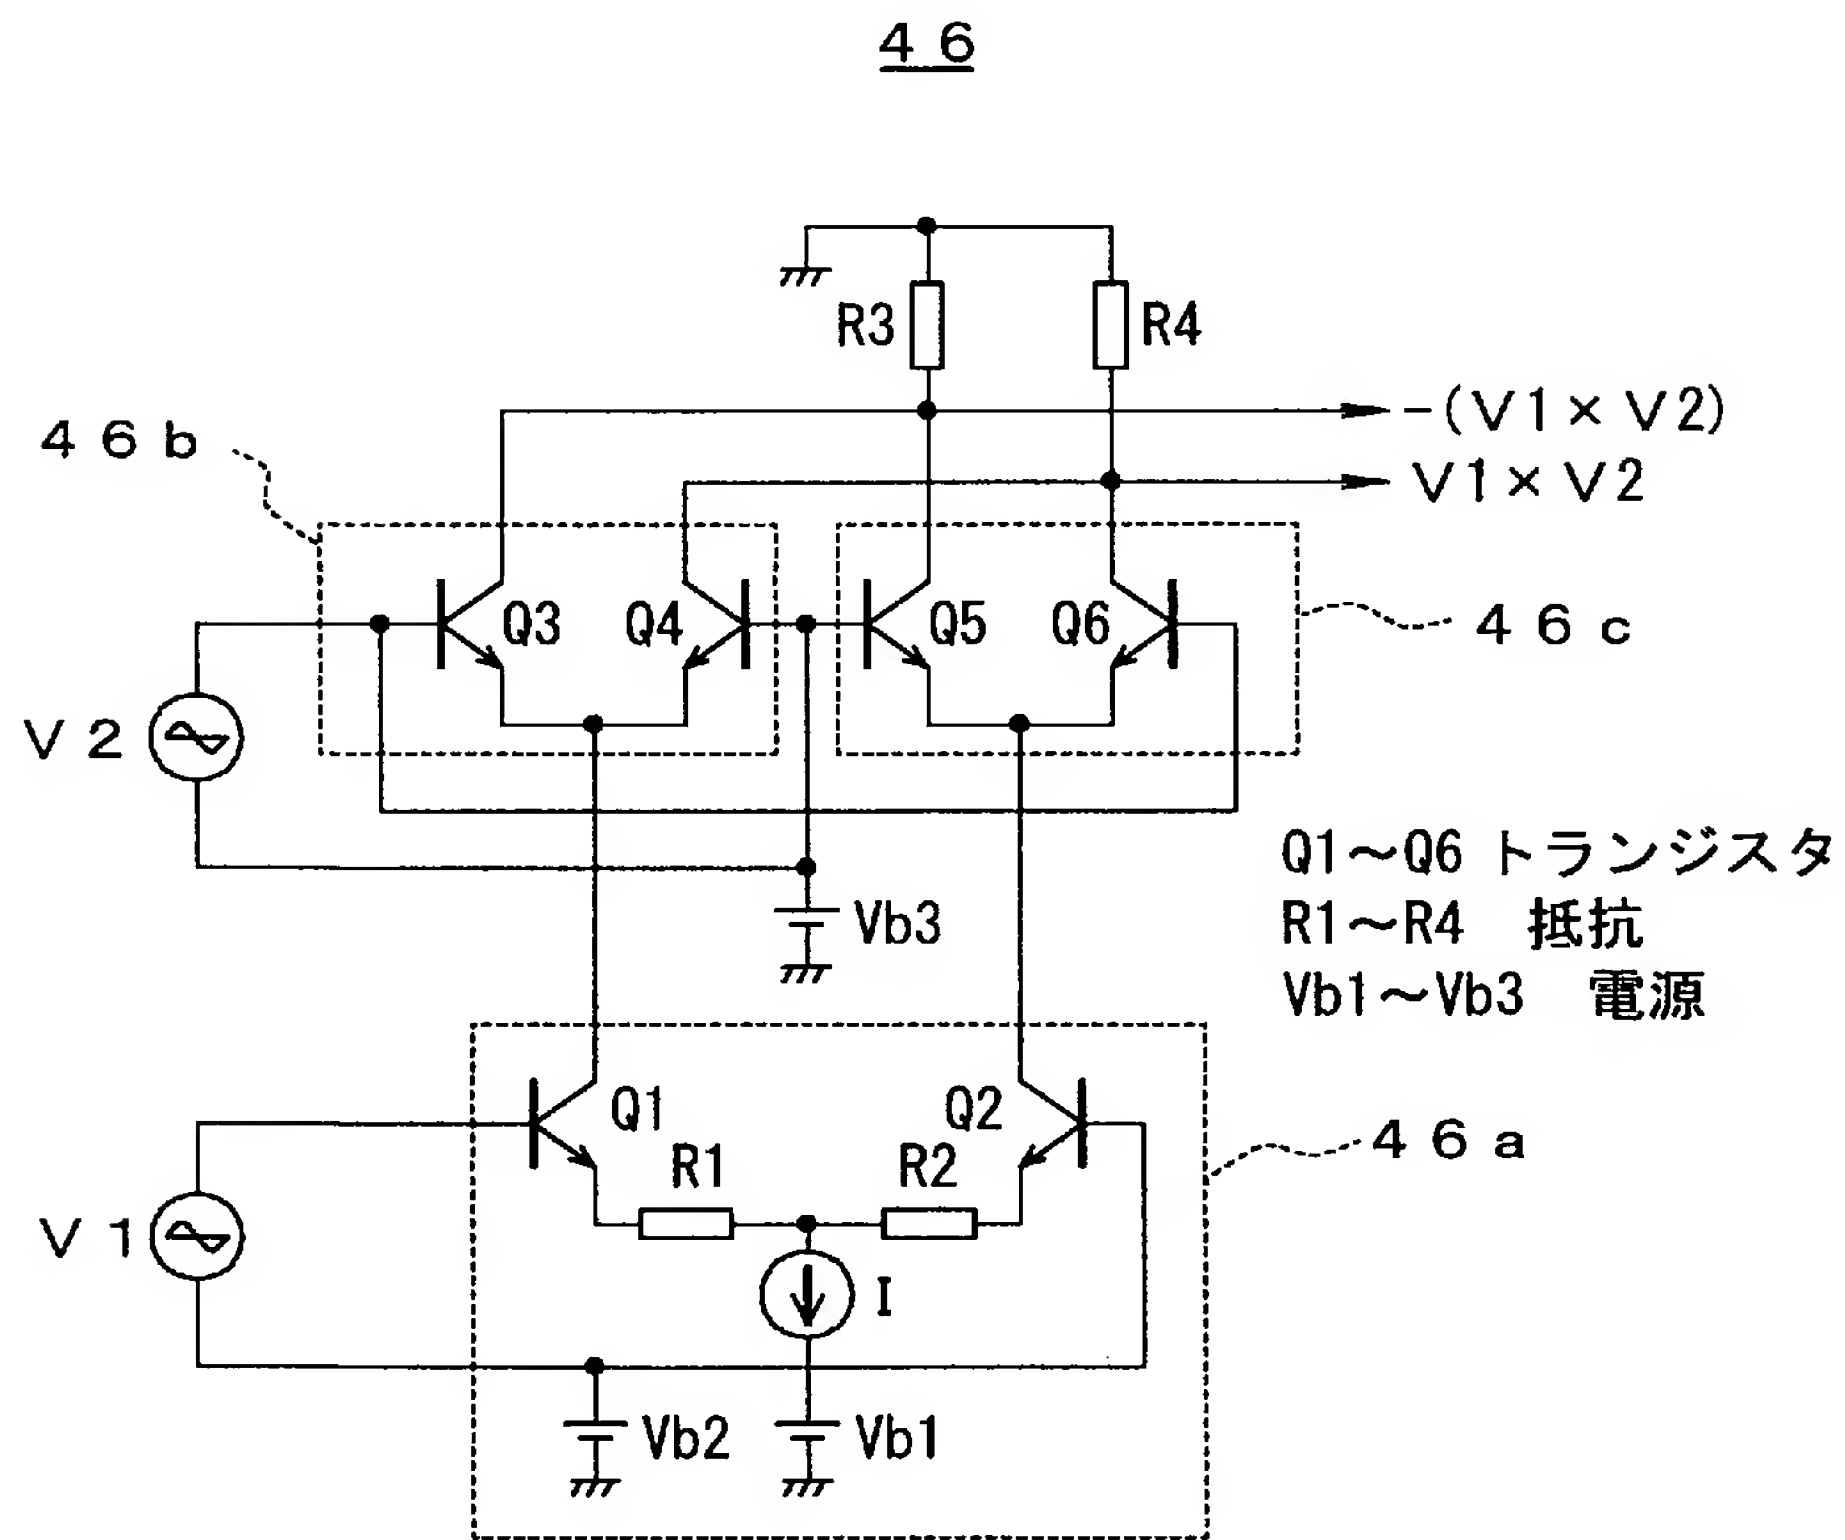 46
R3
R4
-(V1×V2)
V1×V2
46b
Q3
Q4
Q5
Q6
46c
V2
Vb3
Q1~Q6 トランジスタ
R1~R4 抵抗
Vb1~Vb3 電源
Q1
Q2
R1
R2
46a
V1
I
Vb2
Vb1